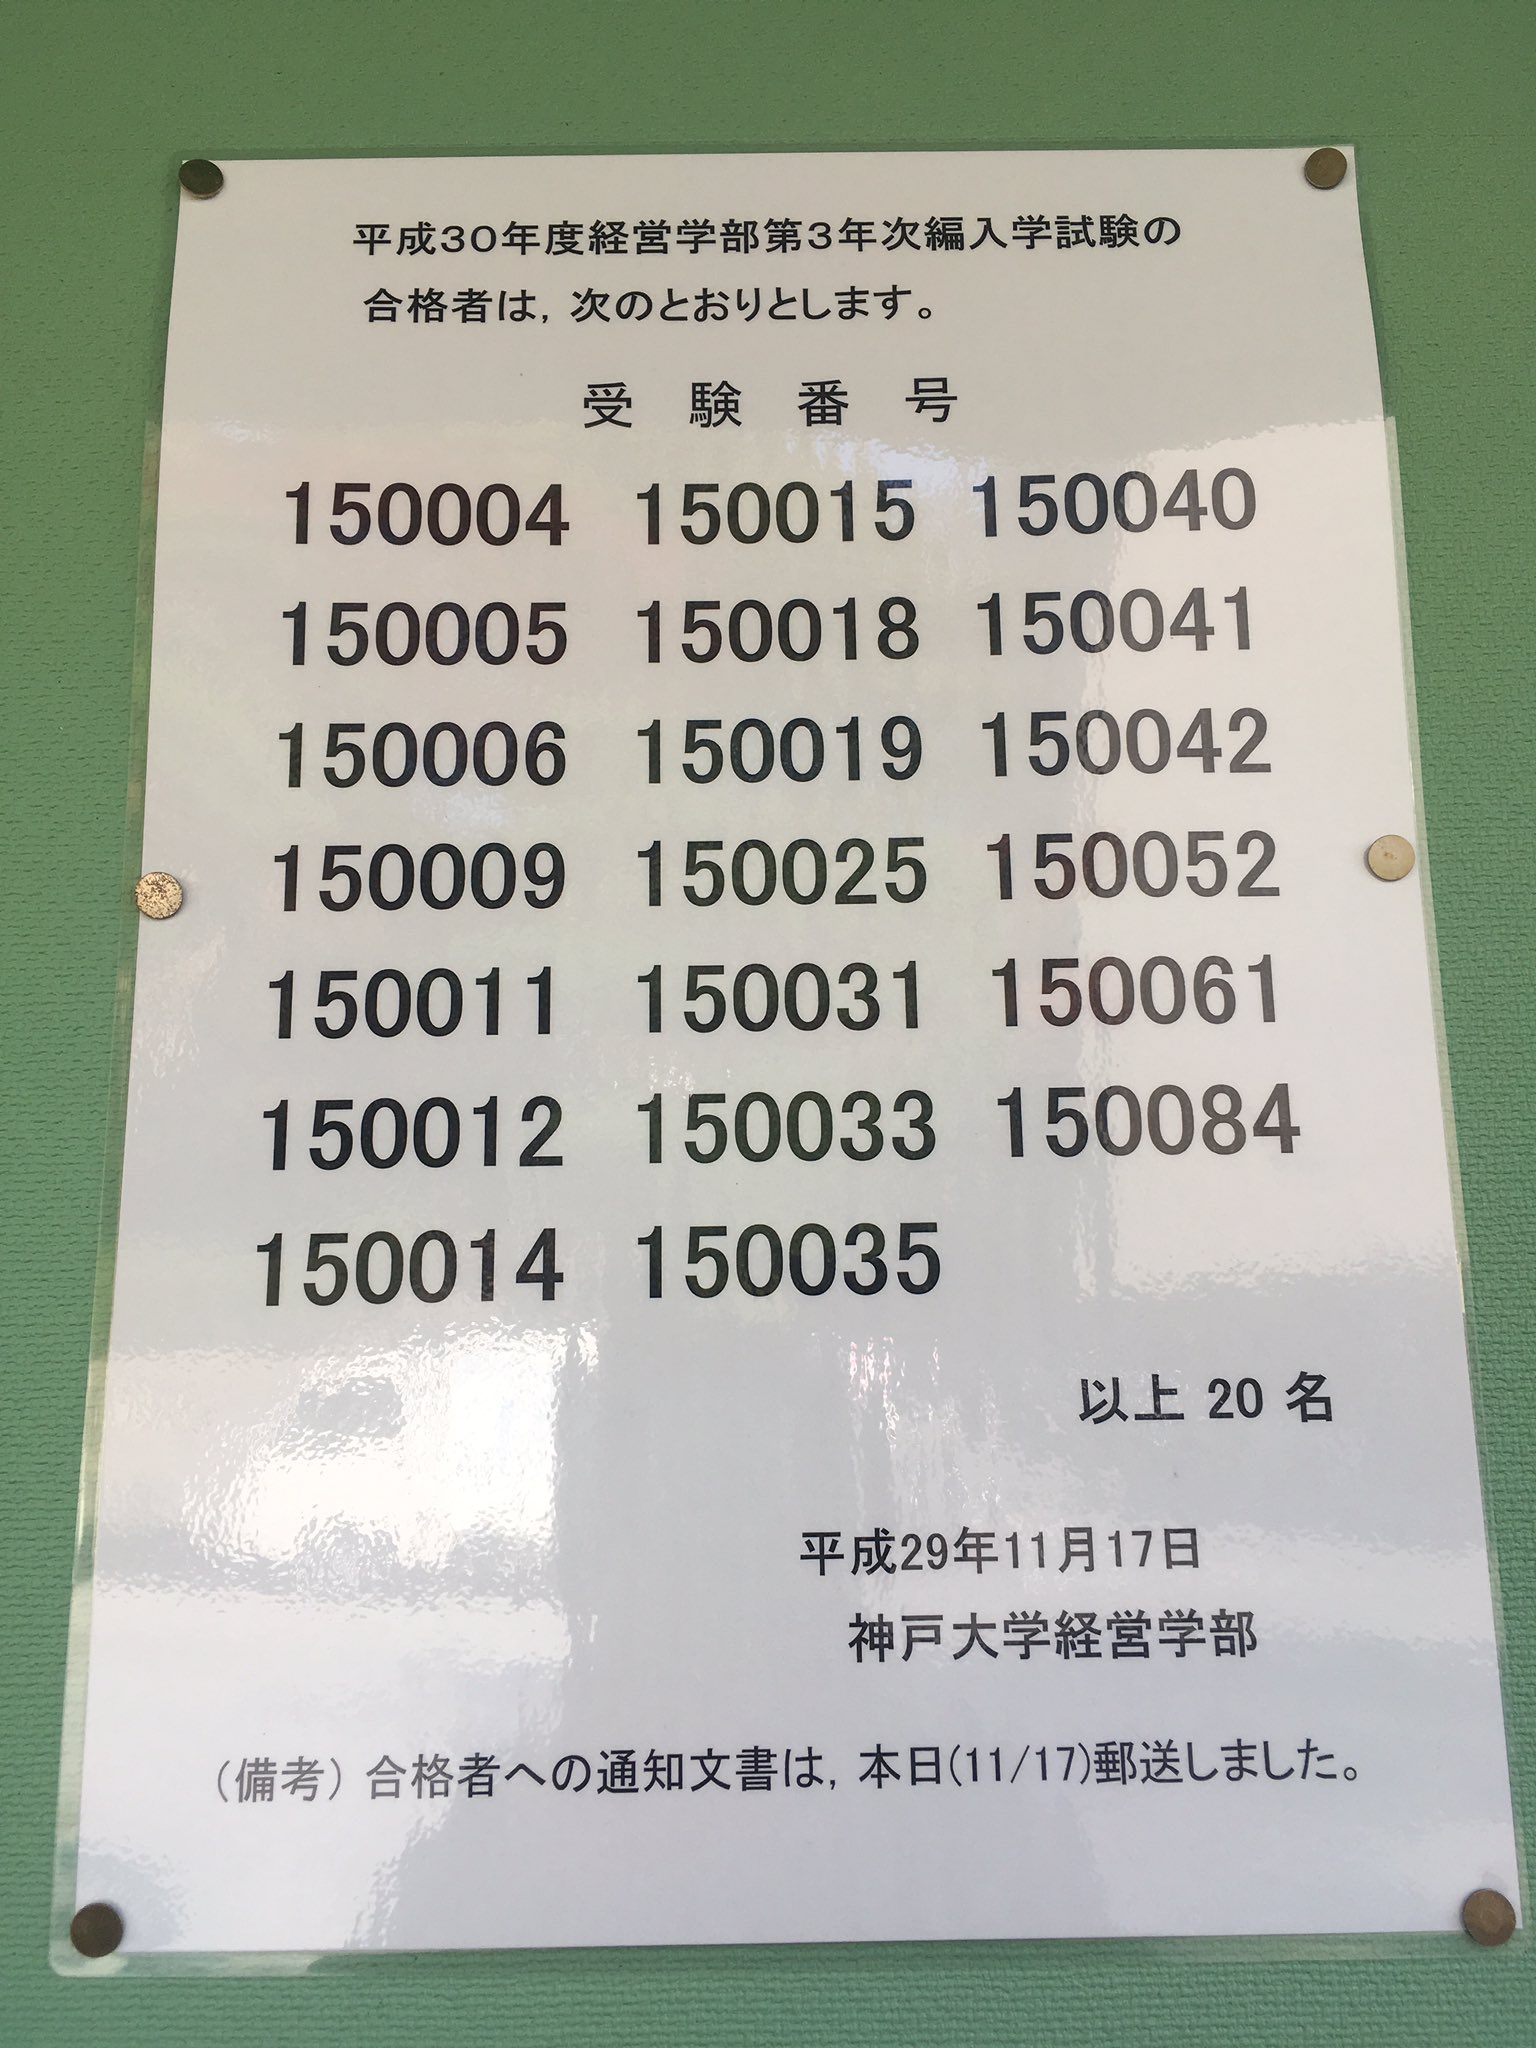 平成30年度経営学部第3年次編入学試験の
合格者は，次のとおりとします。
受 験 番 号
150004 150015 150040
150005 150018 150041
150006 150019 150042
150009 150025 150052
150011 150031 150061
150012 150033 150084
150014 150035
以上 20 名
平成29年11月17日
神戸大学経営学部
（備考）合格者への通知文書は，本日(11/17)郵送しました。